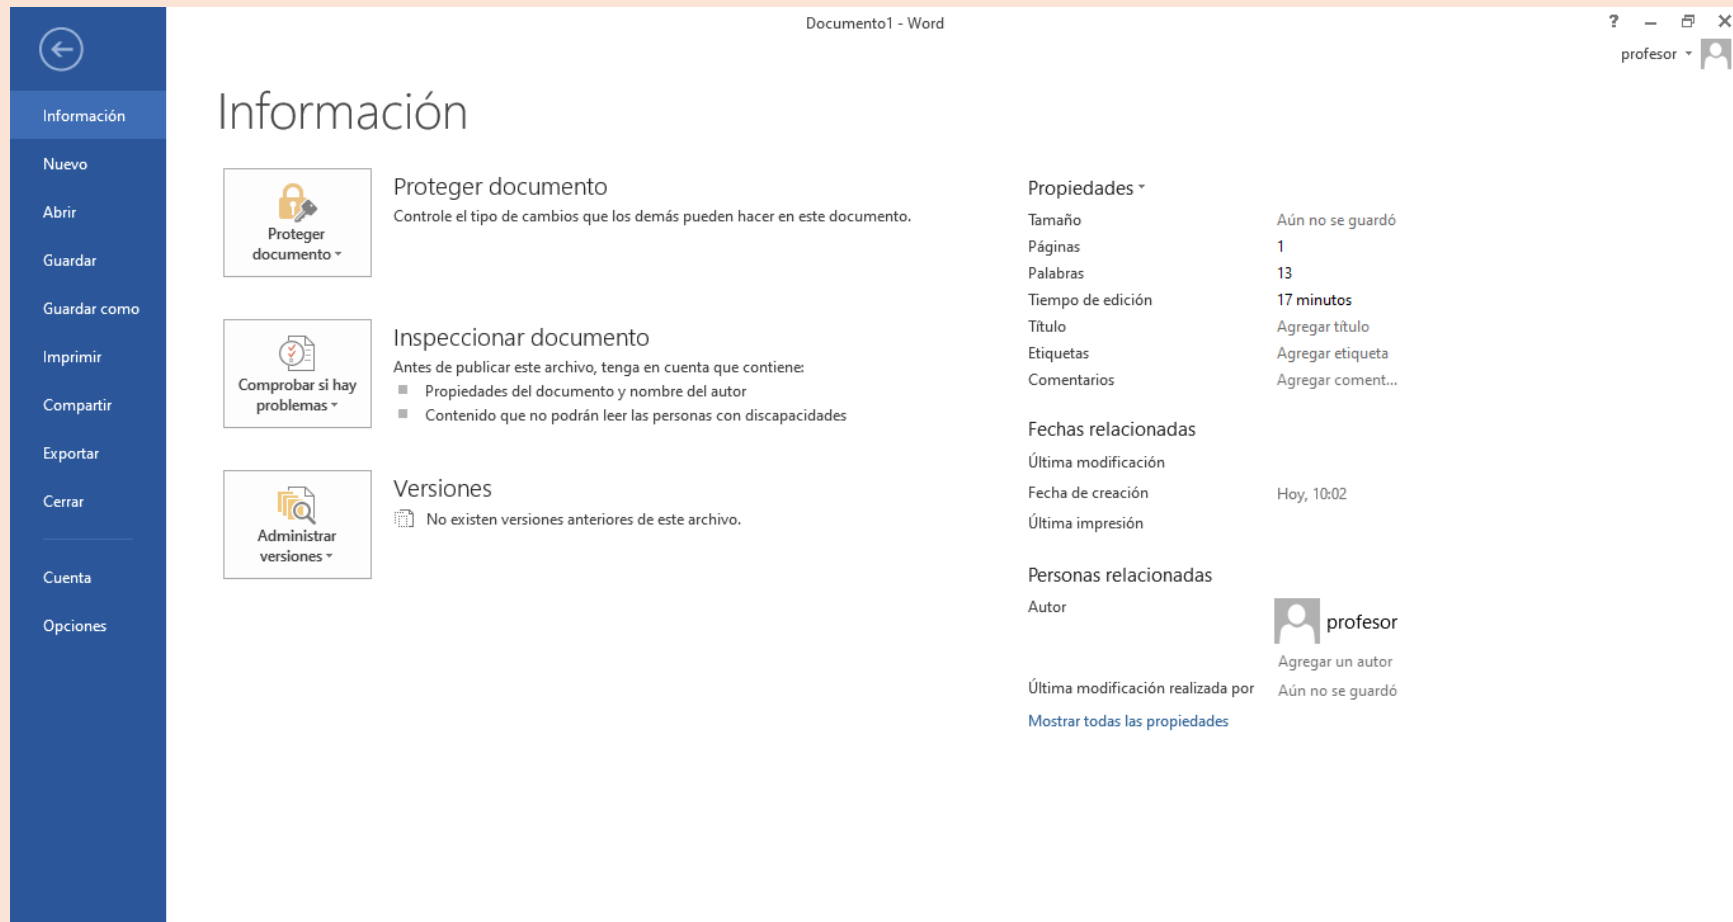 Documento1 - Word
?
profesor
Información
Nuevo
Abrir
Guardar
Guardar como
Imprimir
Compartir
Exportar
Cerrar
Cuenta
Opciones
Información
Proteger
documento
Proteger documento
Controle el tipo de cambios que los demás pueden hacer en este documento.
Comprobar si hay
problemas
Inspeccionar documento
Antes de publicar este archivo, tenga en cuenta que contiene:
Propiedades del documento y nombre del autor
Contenido que no podrán leer las personas con discapacidades
Administrar
versiones
Versiones
No existen versiones anteriores de este archivo.
Propiedades
Tamaño Aún no se guardó
Páginas 1
Palabras 13
Tiempo de edición 17 minutos
Título Agregar título
Etiquetas Agregar etiqueta
Comentarios Agregar coment...
Fechas relacionadas
Última modificación
Fecha de creación Hoy, 10:02
Última impresión
Personas relacionadas
Autor
profesor
Agregar un autor
Última modificación realizada por Aún no se guardó
Mostrar todas las propiedades